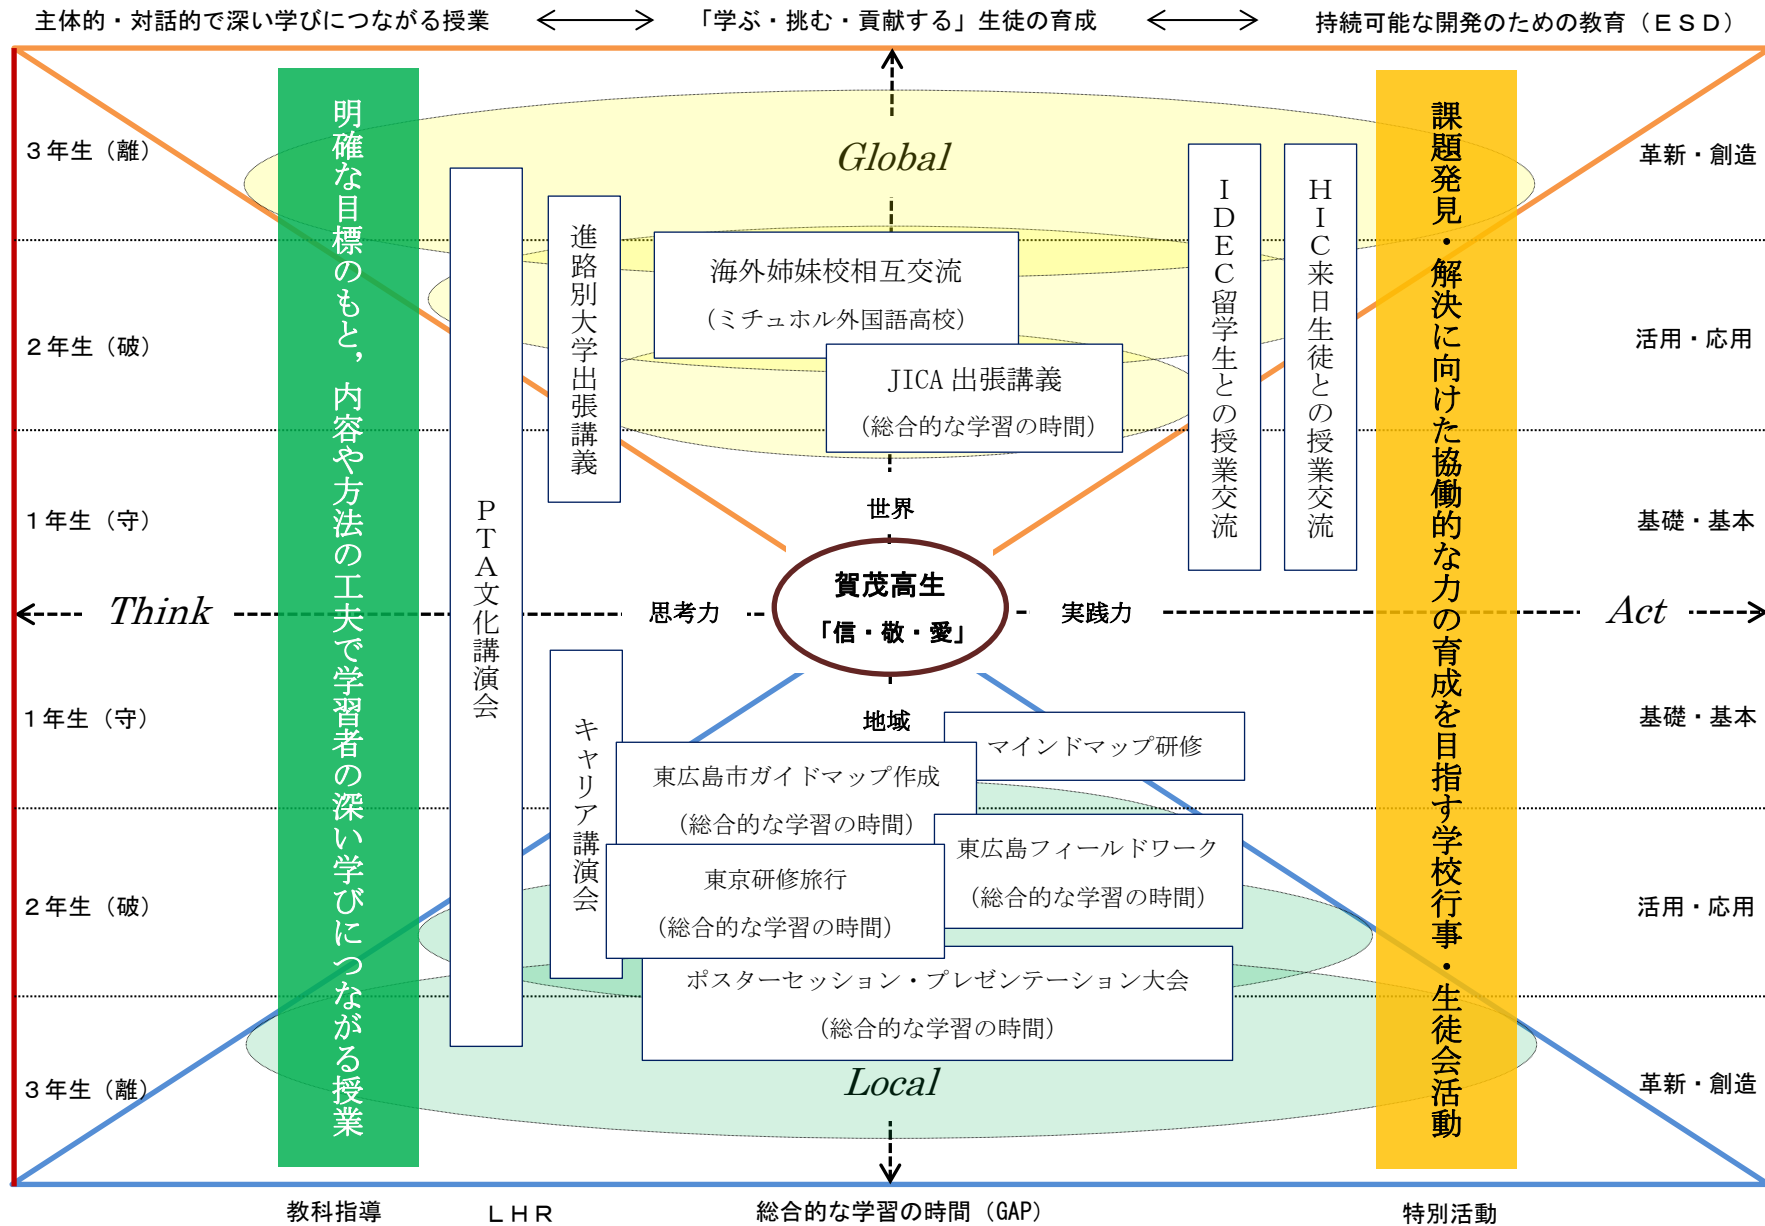 主体的・対話的で深い学びにつながる授業
「学ぶ・挑む・貢献する」生徒の育成
持続可能な開発のための教育（ＥＳＤ）
明確な目標のもと，内容や方法の工夫で学習者の深い学びにつながる授業
課題発見・解決に向けた協働的な力の育成を目指す学校行事・生徒会活動
３年生（離）
Global
革新・創造
ＰＴＡ文化講演会
進路別大学出張講義
ＩＤＥＣ留学生との授業交流
ＨＩＣ来日生徒との授業交流
海外姉妹校相互交流
（ミチュホル外国語高校）
２年生（破）
活用・応用
JICA 出張講義
（総合的な学習の時間）
１年生（守）
世界
基礎・基本
賀茂高生
「信・敬・愛」
Think
思考力
実践力
Act
１年生（守）
地域
基礎・基本
キャリア講演会
マインドマップ研修
東広島市ガイドマップ作成
（総合的な学習の時間）
東広島フィールドワーク
（総合的な学習の時間）
東京研修旅行
（総合的な学習の時間）
２年生（破）
活用・応用
ポスターセッション・プレゼンテーション大会
（総合的な学習の時間）
３年生（離）
Local
革新・創造
教科指導
ＬＨＲ
総合的な学習の時間（GAP）
特別活動